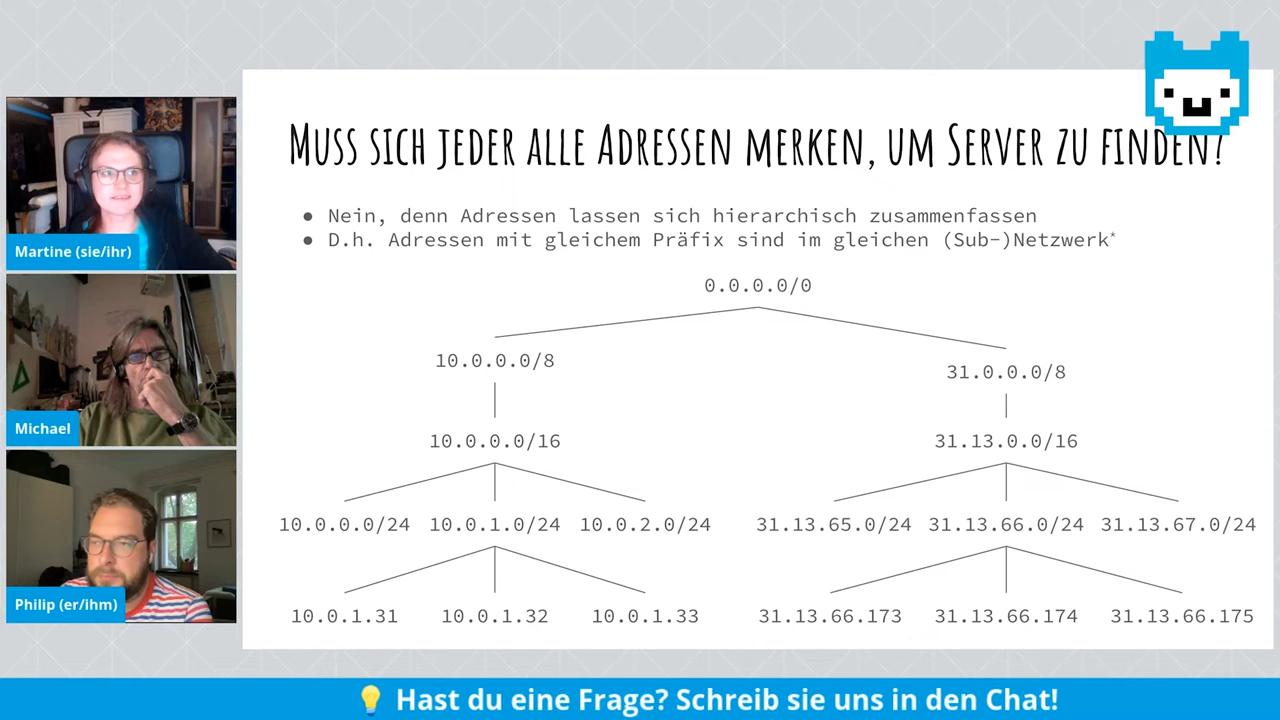 Muss sich jeder alle Adressen merken, um Server zu finden?
● Nein, denn Adressen lassen sich hierarchisch zusammenfassen
● D.h. Adressen mit gleichem Präfix sind im gleichen (Sub-)Netzwerk*
0.0.0.0/0
10.0.0.0/8
31.0.0.0/8
10.0.0.0/16
31.13.0.0/16
10.0.0.0/24 10.0.1.0/24 10.0.2.0/24 31.13.65.0/24 31.13.66.0/24 31.13.67.0/24
10.0.1.31 10.0.1.32 10.0.1.33 31.13.66.173 31.13.66.174 31.13.66.175
Martine (sie/ihr)
Michael
Philip (er/ihm)
💡 Hast du eine Frage? Schreib sie uns in den Chat!